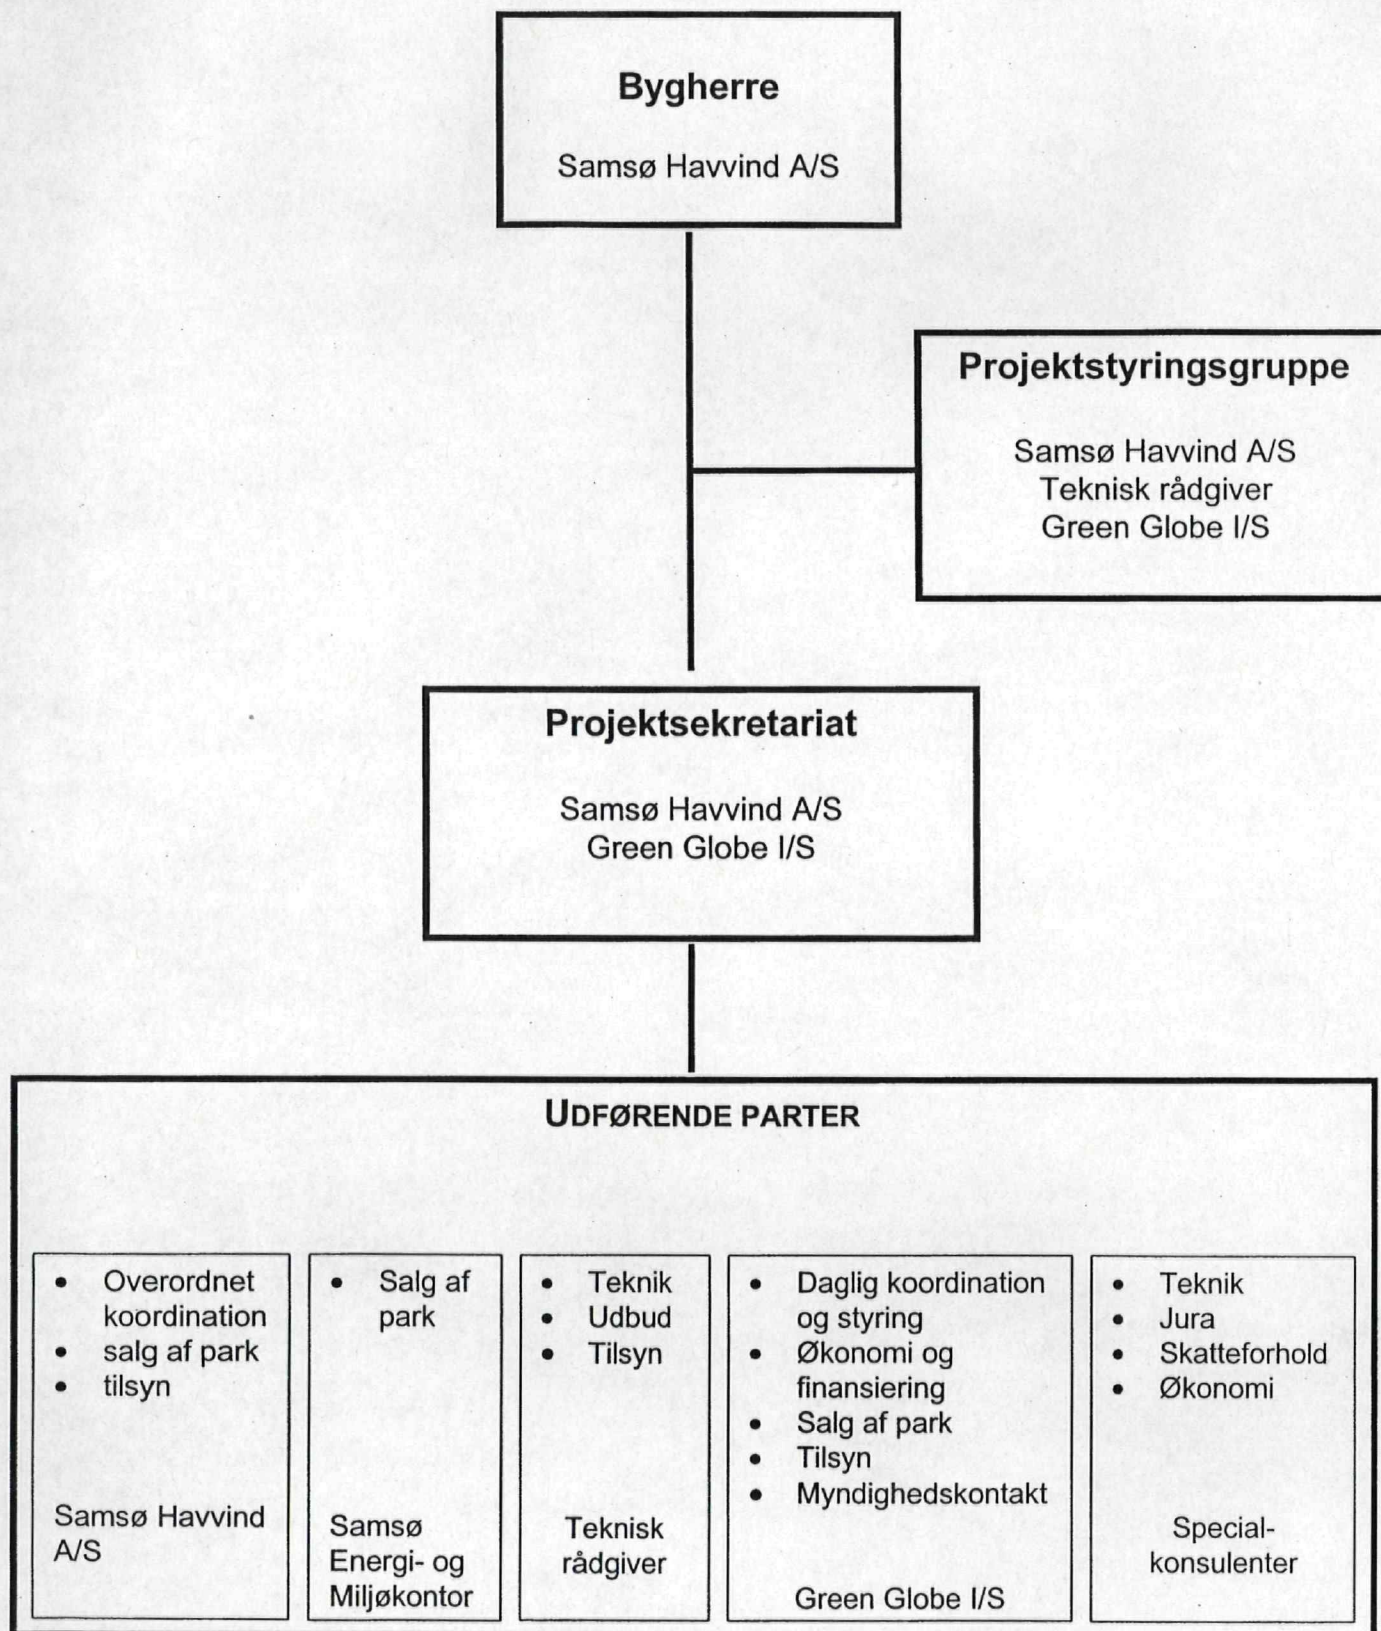 Bygherre
Samsø Havvind A/S
Projektstyringsgruppe
Samsø Havvind A/S
Teknisk rådgiver
Green Globe I/S
Projektsekretariat
Samsø Havvind A/S
Green Globe I/S
UDFØRENDE PARTER
• Overordnet
koordination
• salg af park
• tilsyn
Samsø Havvind
A/S
• Salg af
park
Samsø
Energi- og
Miljøkontor
• Teknik
• Udbud
• Tilsyn
Teknisk
rådgiver
• Daglig koordination
og styring
• Økonomi og
finansiering
• Salg af park
• Tilsyn
• Myndighedskontakt
Green Globe I/S
• Teknik
• Jura
• Skatteforhold
• Økonomi
Special-
konsulenter